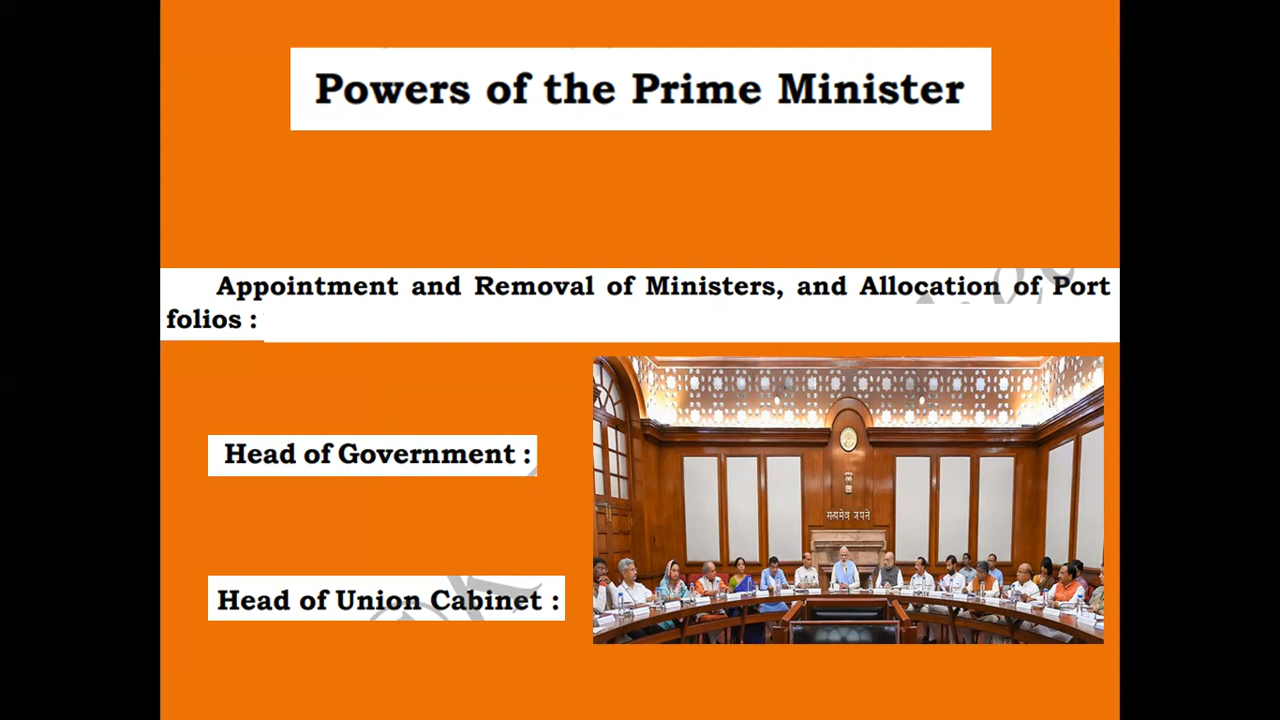 Powers of the Prime Minister
Appointment and Removal of Ministers, and Allocation of Port
folios :
Head of Government :
सत्यमेव जयते
Head of Union Cabinet :